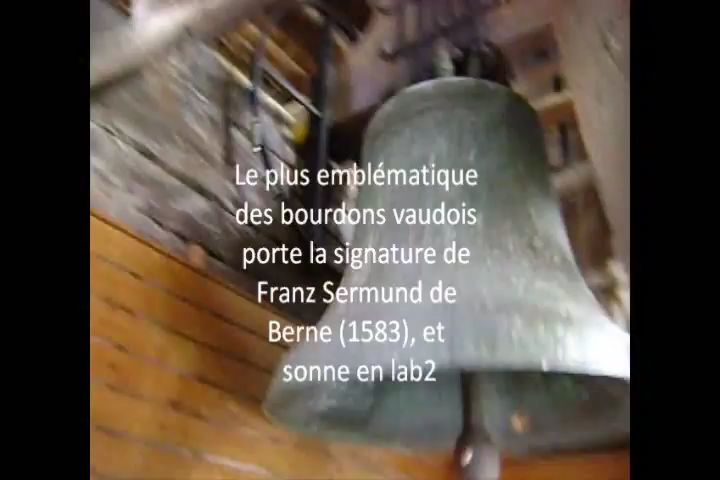 Le plus emblématique
des bourdons vaudois
porte la signature de
Franz Sermund de
Berne (1583), et
sonne en lab2